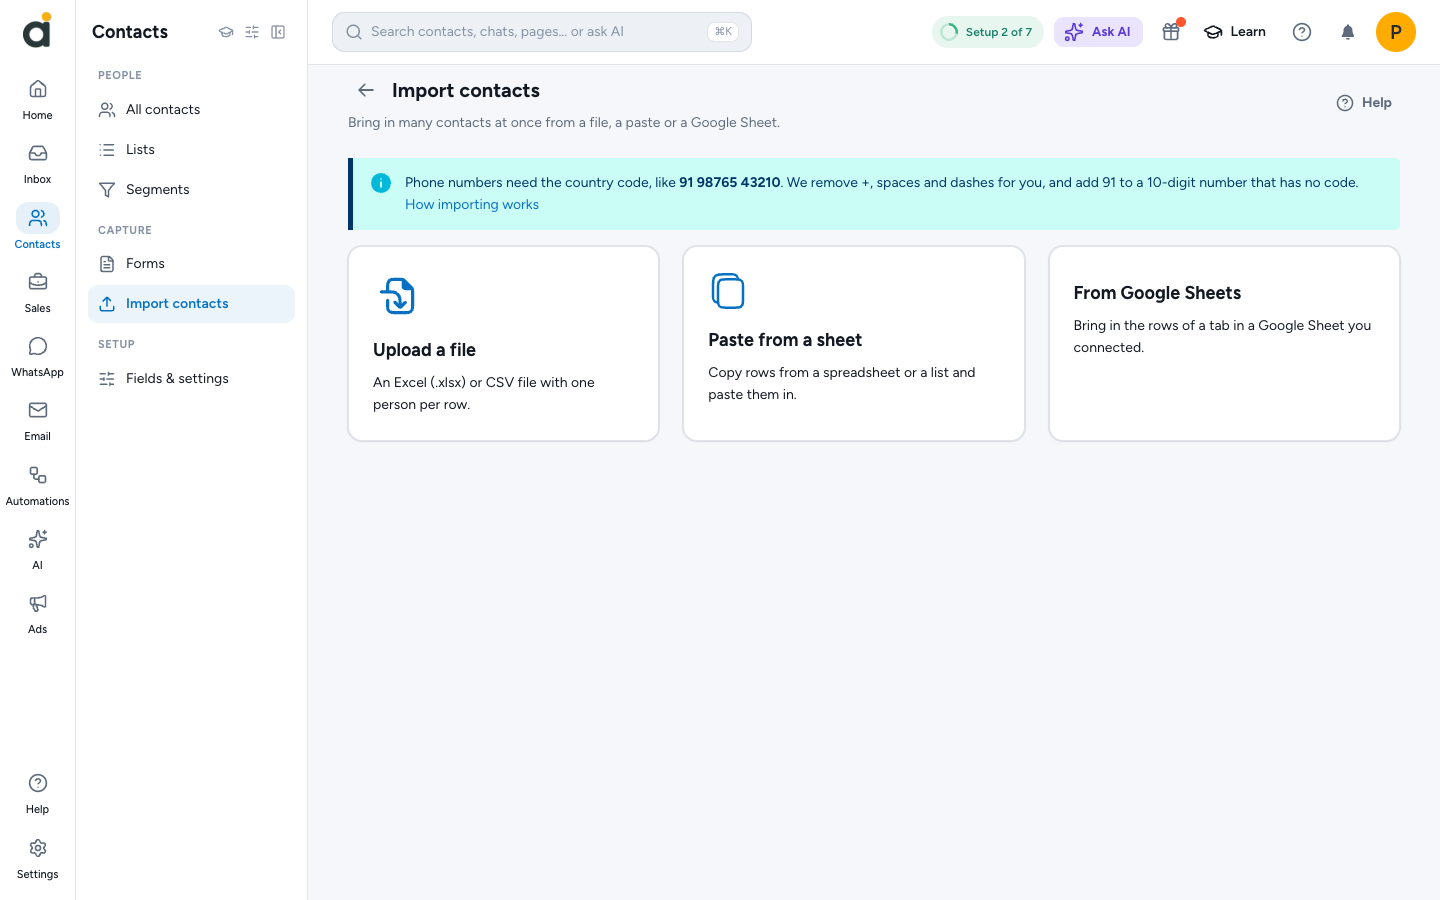 Contacts
Search contacts, chats, pages... or ask AI
⌘K
Setup 2 of 7
Ask AI
Learn
P
Home
Inbox
Contacts
Sales
WhatsApp
Email
Automations
AI
Ads
Help
Settings
PEOPLE
All contacts
Lists
Segments
CAPTURE
Forms
Import contacts
SETUP
Fields & settings
Import contacts
Bring in many contacts at once from a file, a paste or a Google Sheet.
Help
Phone numbers need the country code, like 91 98765 43210. We remove +, spaces and dashes for you, and add 91 to a 10-digit number that has no code.
How importing works
Upload a file
An Excel (.xlsx) or CSV file with one
person per row.
Paste from a sheet
Copy rows from a spreadsheet or a list and
paste them in.
From Google Sheets
Bring in the rows of a tab in a Google Sheet you
connected.